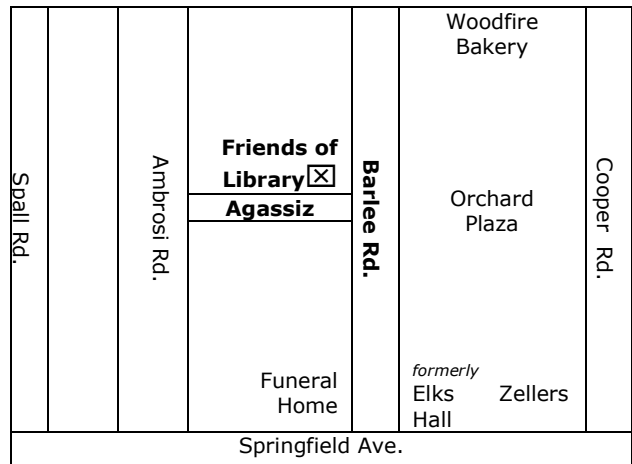 Woodfire
Bakery
Friends of
Library ☒
Agassiz
Spall Rd.
Ambrosi Rd.
Barlee Rd.
Orchard
Plaza
Cooper Rd.
Funeral
Home
formerly
Elks Zellers
Hall
Springfield Ave.